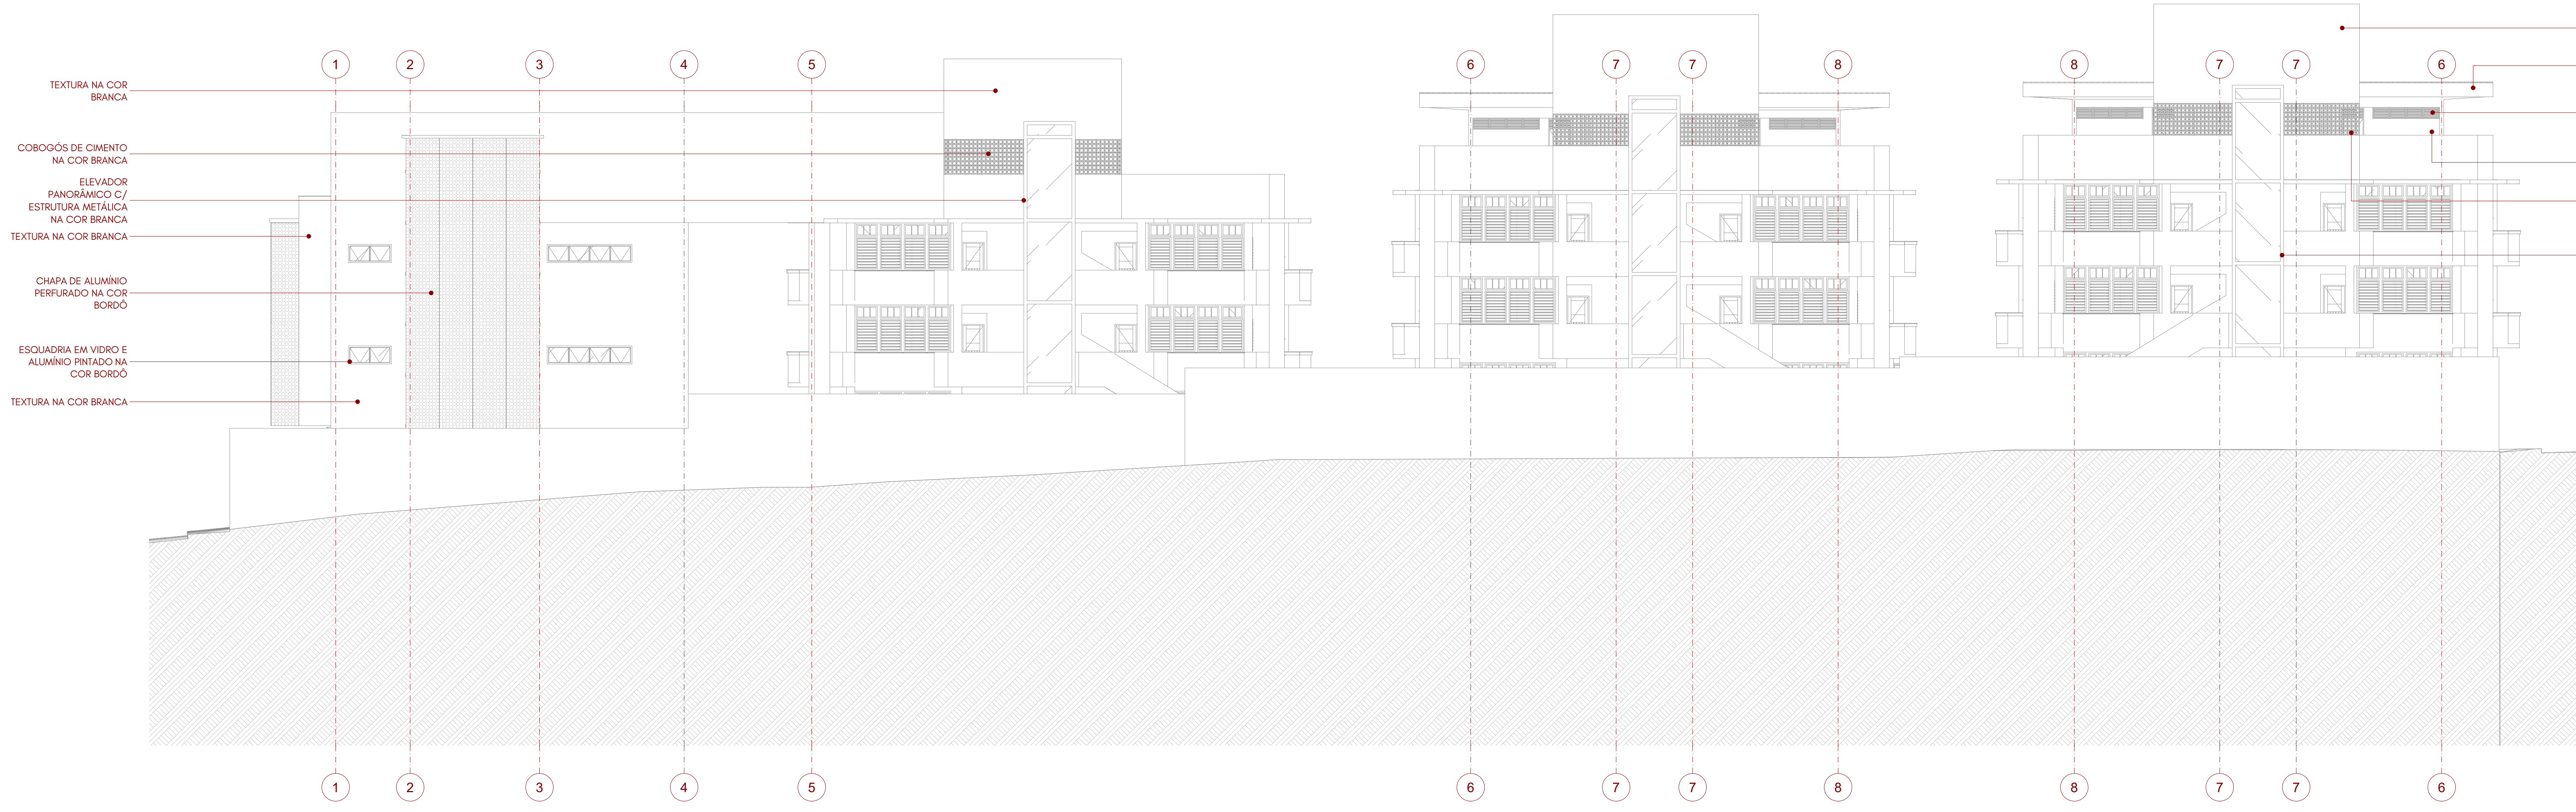 1 2 3 4 5 6 7 7 8 8 7 7 6
TEXTURA NA COR
BRANCA
COBOGÓS DE CIMENTO
NA COR BRANCA
ELEVADOR
PANORÂMICO C/
ESTRUTURA METÁLICA
NA COR BRANCA
TEXTURA NA COR BRANCA
CHAPA DE ALUMÍNIO
PERFURADO NA COR
BORDÔ
ESQUADRIA EM VIDRO E
ALUMÍNIO PINTADO NA
COR BORDÔ
TEXTURA NA COR BRANCA
1 2 3 4 5 6 7 7 8 8 7 7 6